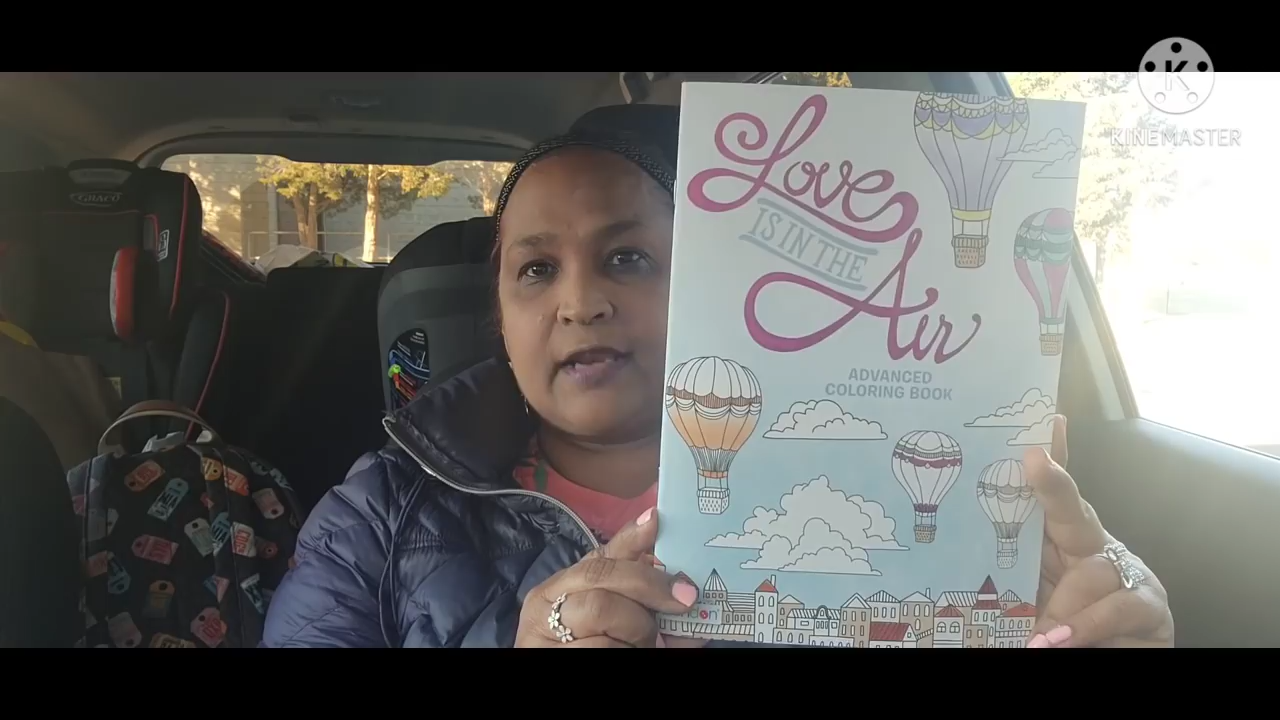 KINEMASTER
GRACO
Love
IS IN THE
Air
ADVANCED
COLORING BOOK